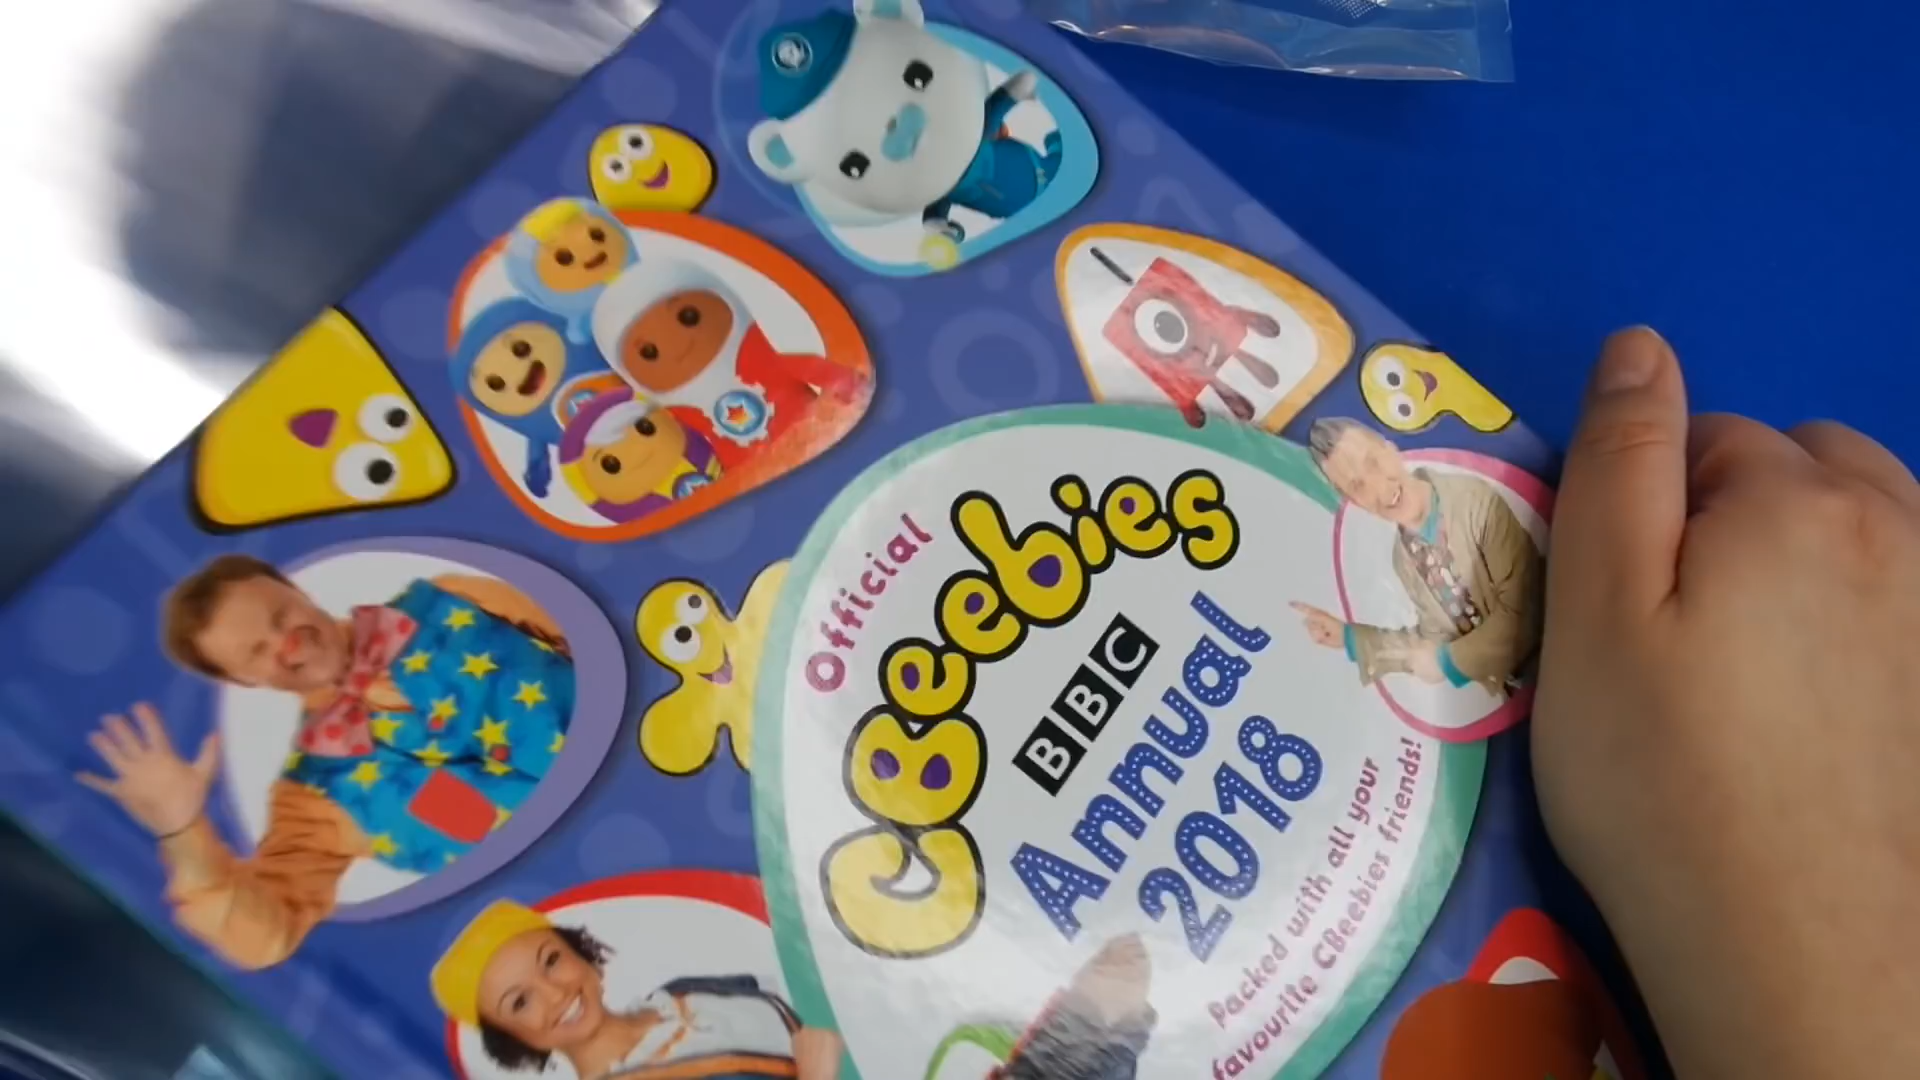 Official
CBeebies
BBC
Annual
2018
Packed with all your
favourite CBeebies friends!